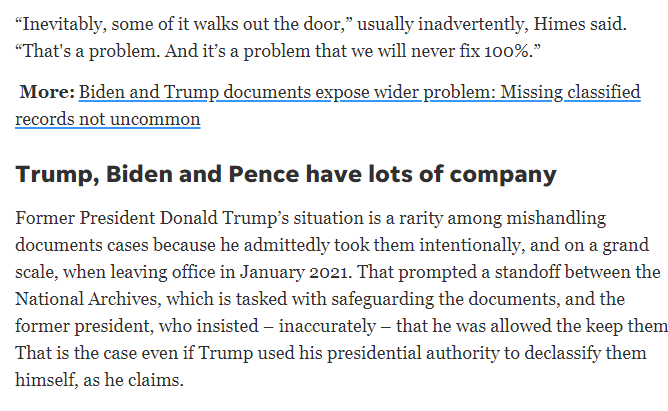 “Inevitably, some of it walks out the door,” usually inadvertently, Himes said.
“That's a problem. And it’s a problem that we will never fix 100%.”
More: Biden and Trump documents expose wider problem: Missing classified
records not uncommon
Trump, Biden and Pence have lots of company
Former President Donald Trump’s situation is a rarity among mishandling
documents cases because he admittedly took them intentionally, and on a grand
scale, when leaving office in January 2021. That prompted a standoff between the
National Archives, which is tasked with safeguarding the documents, and the
former president, who insisted – inaccurately – that he was allowed the keep them
That is the case even if Trump used his presidential authority to declassify them
himself, as he claims.